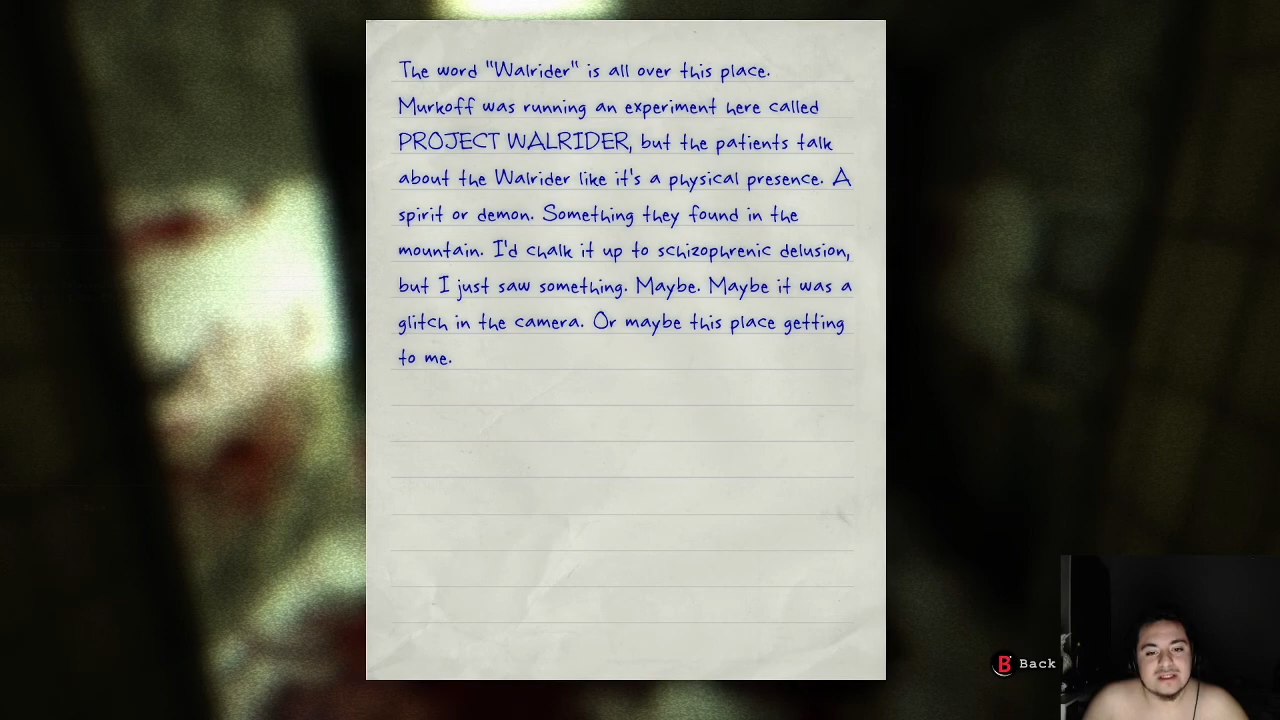 The word "Walrider" is all over this place.
Murkoff was running an experiment here called
PROJECT WALRIDER, but the patients talk
about the Walrider like it's a physical presence. A
spirit or demon. Something they found in the
mountain. I'd chalk it up to schizophrenic delusion,
but I just saw something. Maybe. Maybe it was a
glitch in the camera. Or maybe this place getting
to me.
B Back